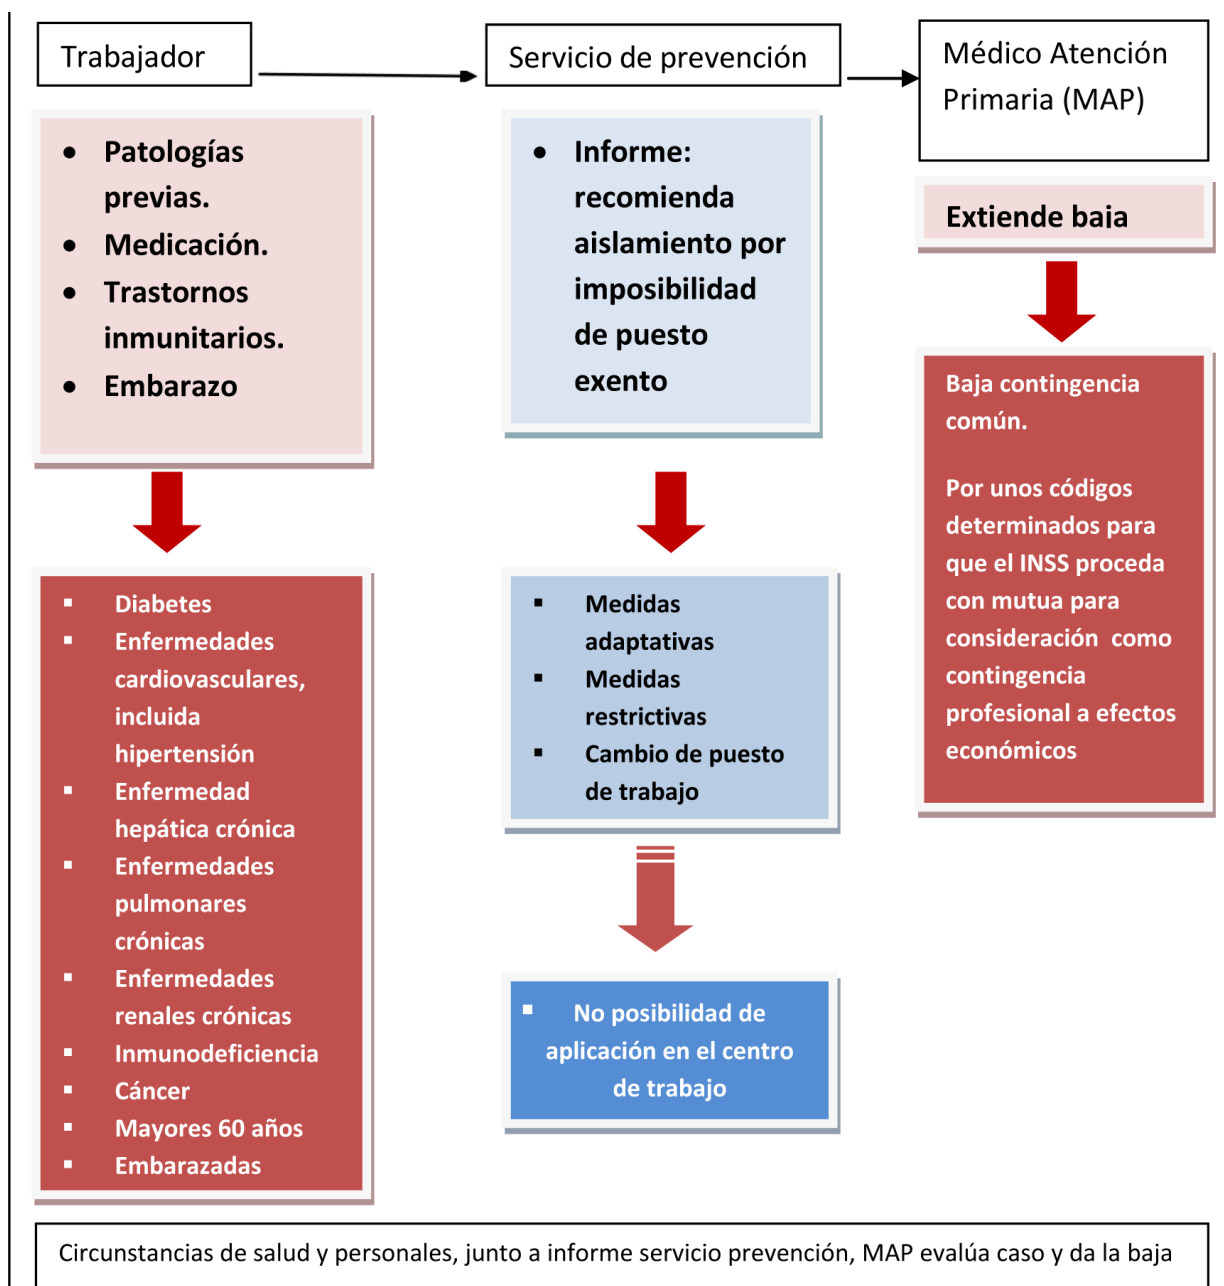 Trabajador
Servicio de prevención
Médico Atención
Primaria (MAP)
• Patologías
previas.
• Medicación.
• Trastornos
inmunitarios.
• Embarazo
• Informe:
recomienda
aislamiento por
imposibilidad
de puesto
exento
Extiende baja
Baja contingencia
común.
Por unos códigos
determinados para
que el INSS proceda
con mutua para
consideración como
contingencia
profesional a efectos
económicos
▪ Diabetes
▪ Enfermedades
cardiovasculares,
incluida
hipertensión
▪ Enfermedad
hepática crónica
▪ Enfermedades
pulmonares
crónicas
▪ Enfermedades
renales crónicas
▪ Inmunodeficiencia
▪ Cáncer
▪ Mayores 60 años
▪ Embarazadas
▪ Medidas
adaptativas
▪ Medidas
restrictivas
▪ Cambio de puesto
de trabajo
▪ No posibilidad de
aplicación en el centro
de trabajo
Circunstancias de salud y personales, junto a informe servicio prevención, MAP evalúa caso y da la baja